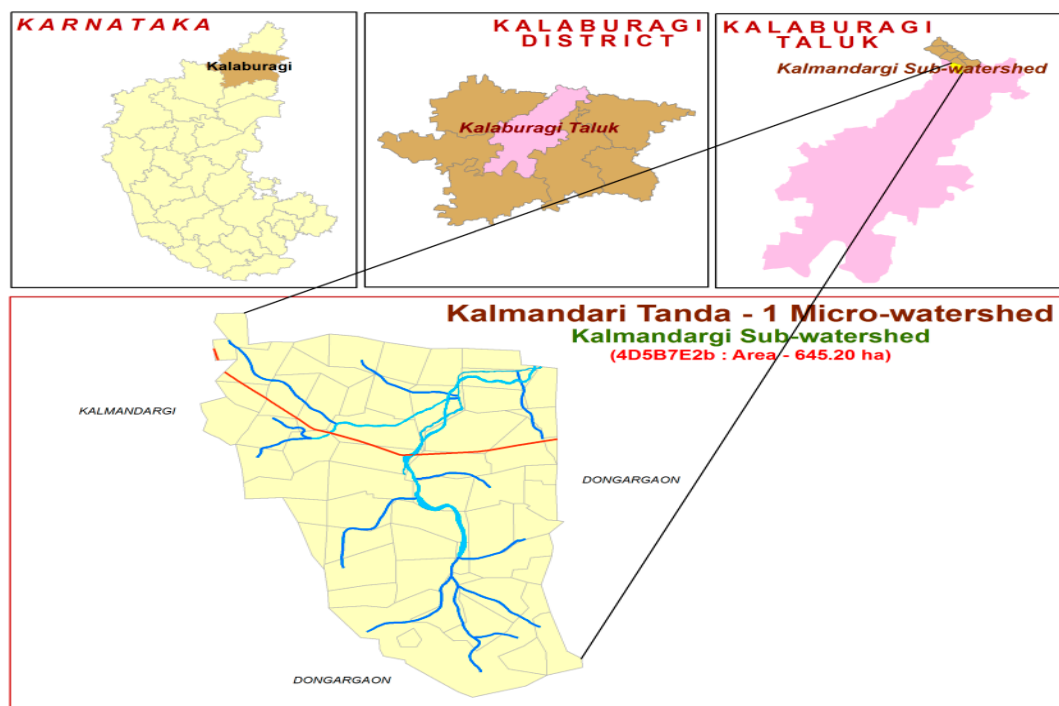 KARNATAKA
Kalaburagi
KALABURAGI
DISTRICT
Kalaburagi Taluk
KALABURAGI
TALUK
Kalmandargi Sub-watershed
Kalmandari Tanda - 1 Micro-watershed
Kalmandargi Sub-watershed
(4D5B7E2b : Area - 645.20 ha)
KALMANDARGI
DONGARGAON
DONGARGAON